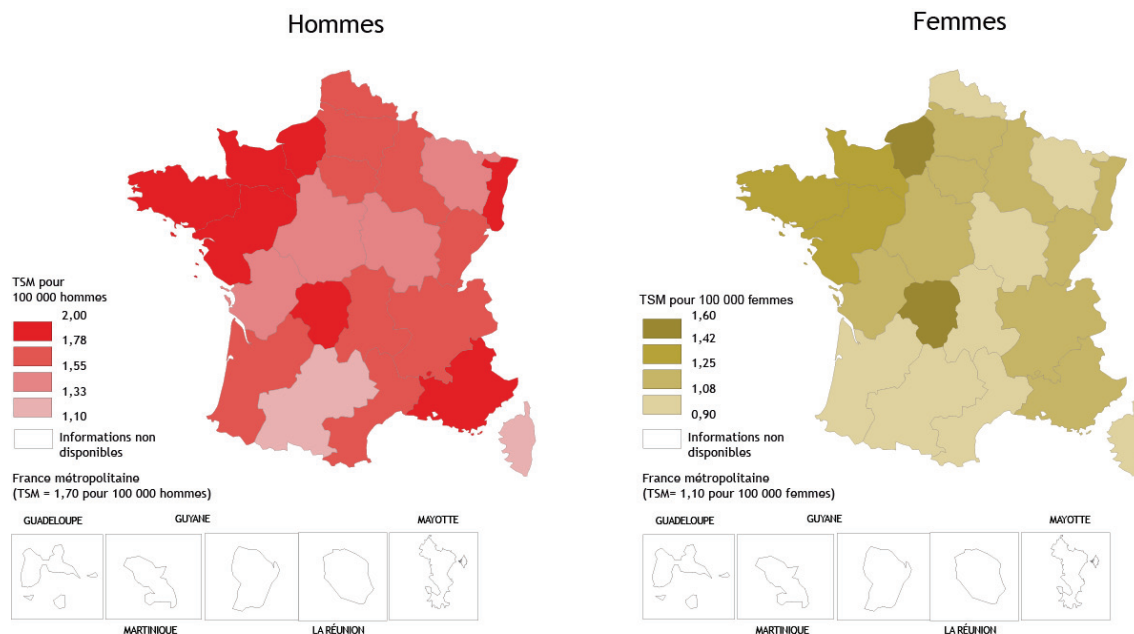 Hommes
TSM pour
100 000 hommes
2,00
1,78
1,55
1,33
1,10
Informations non
disponibles
France métropolitaine
(TSM = 1,70 pour 100 000 hommes)
GUADELOUPE
GUYANE
MAYOTTE
MARTINIQUE
LA RÉUNION
Femmes
TSM pour 100 000 femmes
1,60
1,42
1,25
1,08
0,90
Informations non
disponibles
France métropolitaine
(TSM= 1,10 pour 100 000 femmes)
GUADELOUPE
GUYANE
MAYOTTE
MARTINIQUE
LA RÉUNION